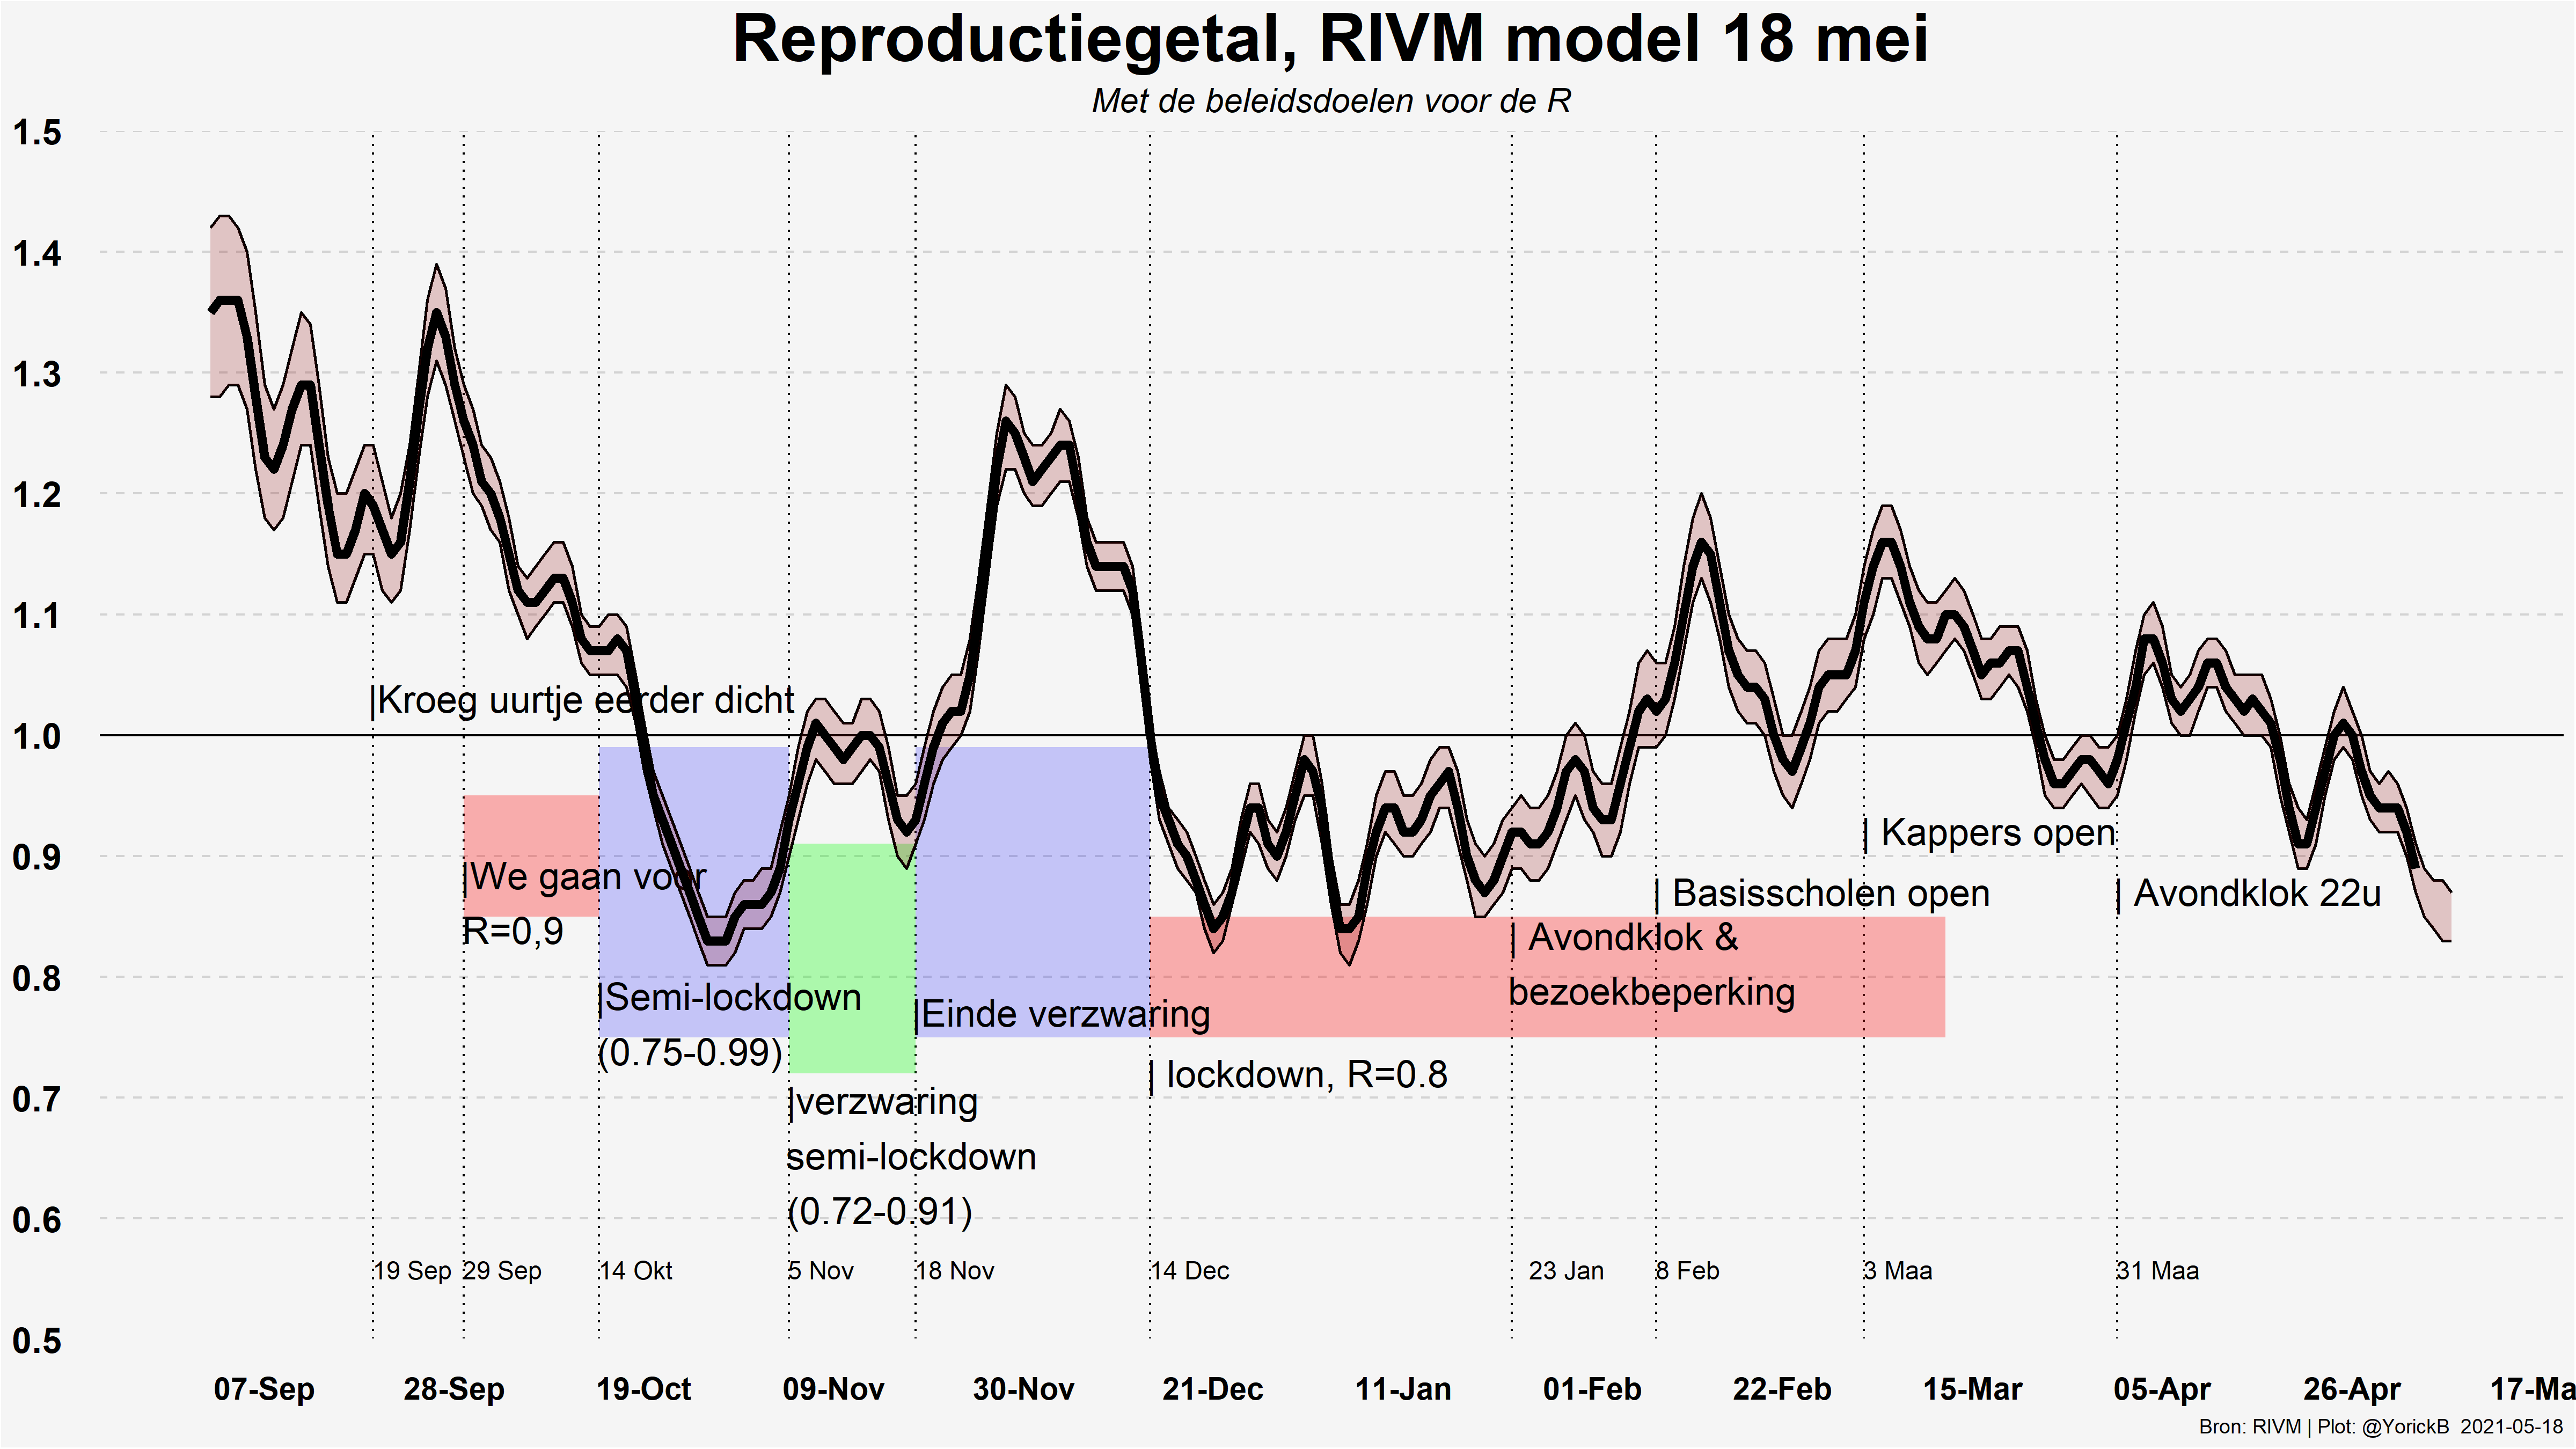 Reproductiegetal, RIVM model 18 mei
Met de beleidsdoelen voor de R
1.5
1.4
1.3
1.2
1.1
1.0
0.9
0.8
0.7
0.6
0.5
|Kroeg uurtje eerder dicht
|We gaan voor
R=0,9
|Semi-lockdown
(0.75-0.99)
|verzwaring
semi-lockdown
(0.72-0.91)
|Einde verzwaring
| lockdown, R=0.8
| Avondklok &
bezoekbeperking
| Basisscholen open
| Kappers open
| Avondklok 22u
19 Sep
29 Sep
14 Okt
5 Nov
18 Nov
14 Dec
23 Jan
8 Feb
3 Maa
31 Maa
07-Sep
28-Sep
19-Oct
09-Nov
30-Nov
21-Dec
11-Jan
01-Feb
22-Feb
15-Mar
05-Apr
26-Apr
17-Ma
Bron: RIVM | Plot: @YorickB  2021-05-18